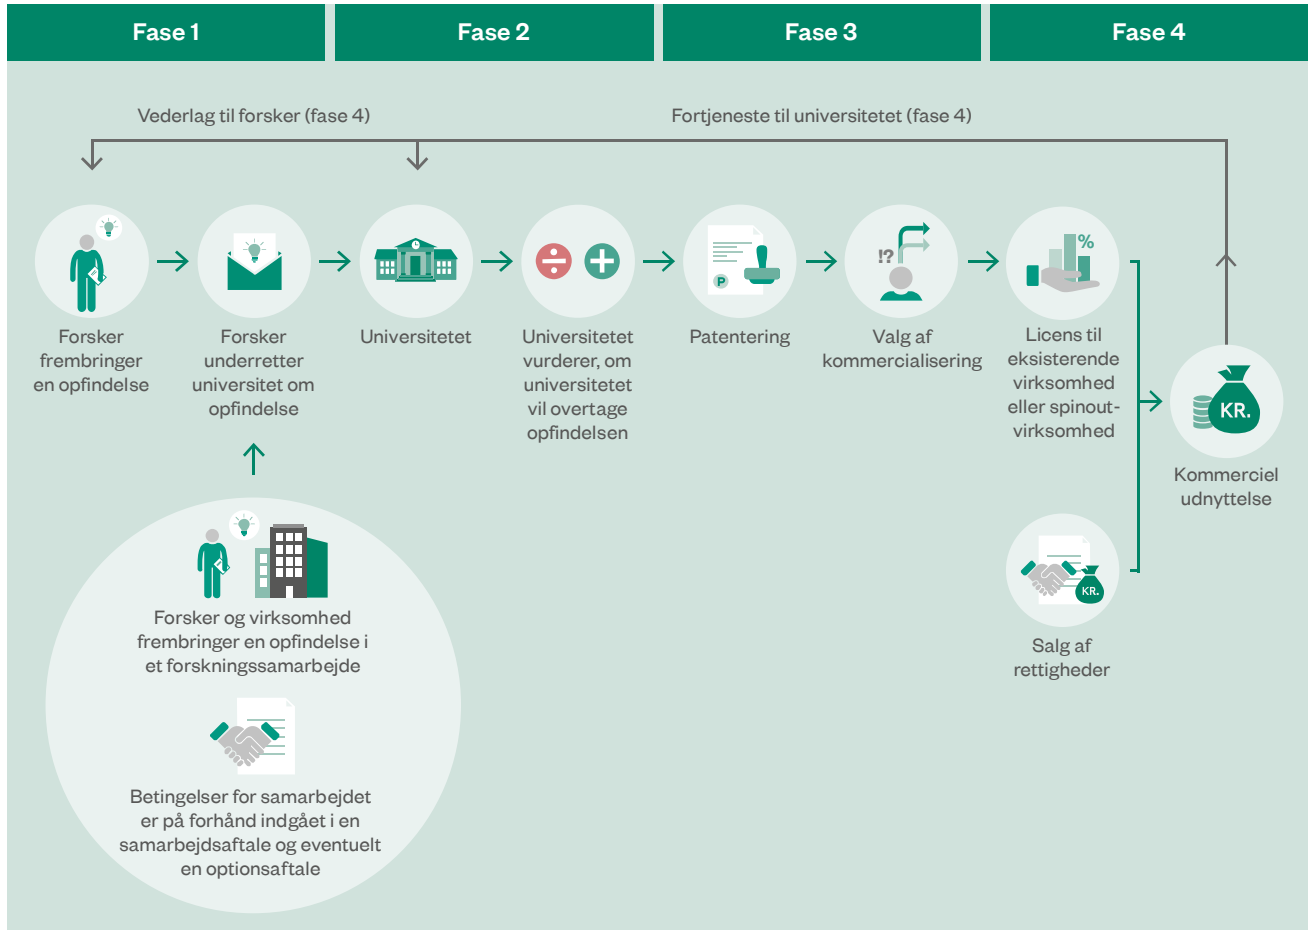 Fase 1
Fase 2
Fase 3
Fase 4
Vederlag til forsker (fase 4)
Fortjeneste til universitetet (fase 4)
Forsker
frembringer
en opfindelse
Forsker
underretter
universitet om
opfindelse
Universitetet
Universitetet
vurderer, om
universitetet
vil overtage
opfindelsen
P
Patentering
!?
Valg af
kommercialisering
%
Licens til
eksisterende
virksomhed
eller spinout-
virksomhed
KR.
Kommerciel
udnyttelse
KR.
Salg af
rettigheder
Forsker og virksomhed
frembringer en opfindelse i
et forskningssamarbejde
Betingelser for samarbejdet
er på forhånd indgået i en
samarbejdsaftale og eventuelt
en optionsaftale